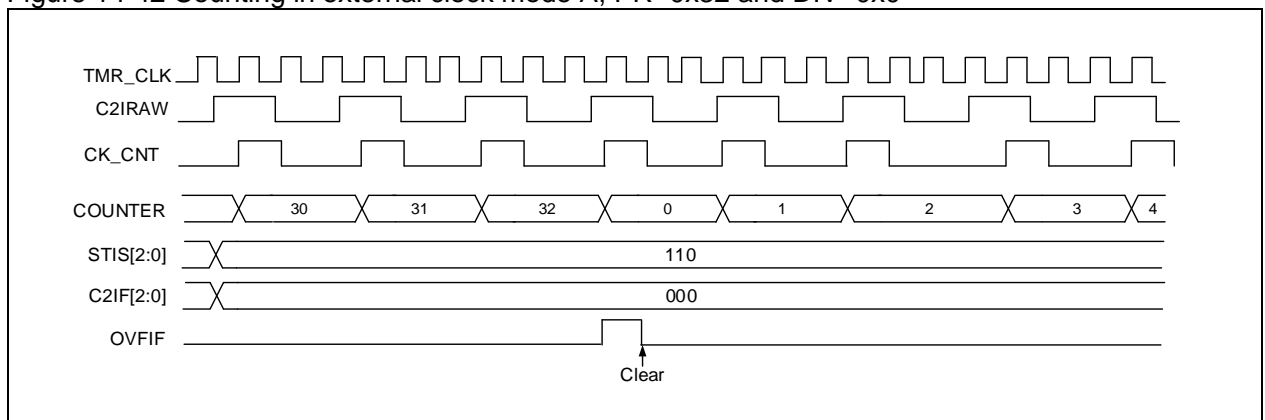 Figure 14-42 Counting in external clock mode A, PR=0x32 and DIV=0x0
TMR_CLK
C2IRAW
CK_CNT
COUNTER 30 31 32 0 1 2 3 4
STIS[2:0] 110
C2IF[2:0] 000
OVFIF
Clear